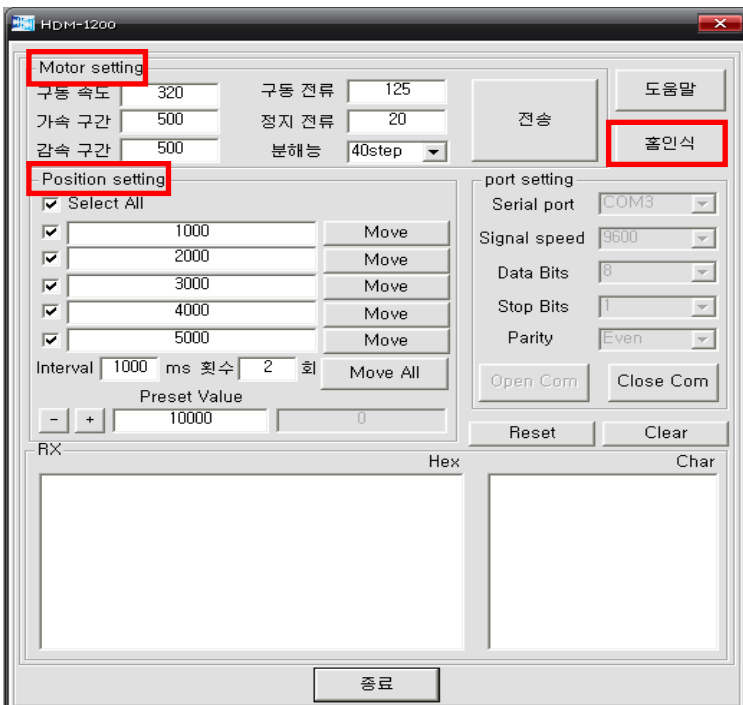 HDM-1200
Motor setting
구동 속도 320 구동 전류 125
가속 구간 500 정지 전류 20
감속 구간 500 분해능 40step
전송
도움말
홈인식
Position setting
Select All
1000 Move
2000 Move
3000 Move
4000 Move
5000 Move
Interval 1000 ms 횟수 2 회 Move All
Preset Value
- + 10000 0
port setting
Serial port COM3
Signal speed 9600
Data Bits 8
Stop Bits 1
Parity Even
Open Com Close Com
Reset Clear
RX
Hex Char
종료